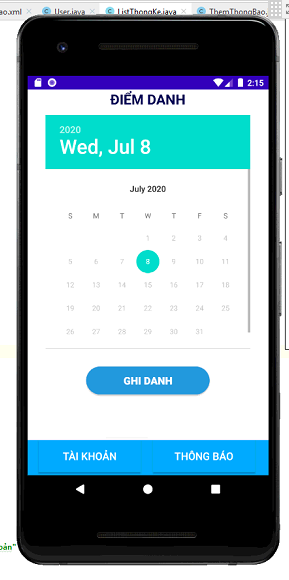 ao.xml
User.java
ListThongKe.java
ThemThongBao.
2:15
ĐIỂM DANH
2020
Wed, Jul 8
July 2020
S M T W T F S
1 2 3 4
5 6 7 8 9 10 11
12 13 14 15 16 17 18
19 20 21 22 23 24 25
26 27 28 29 30 31
GHI DANH
TÀI KHOẢN THÔNG BÁO
oản"